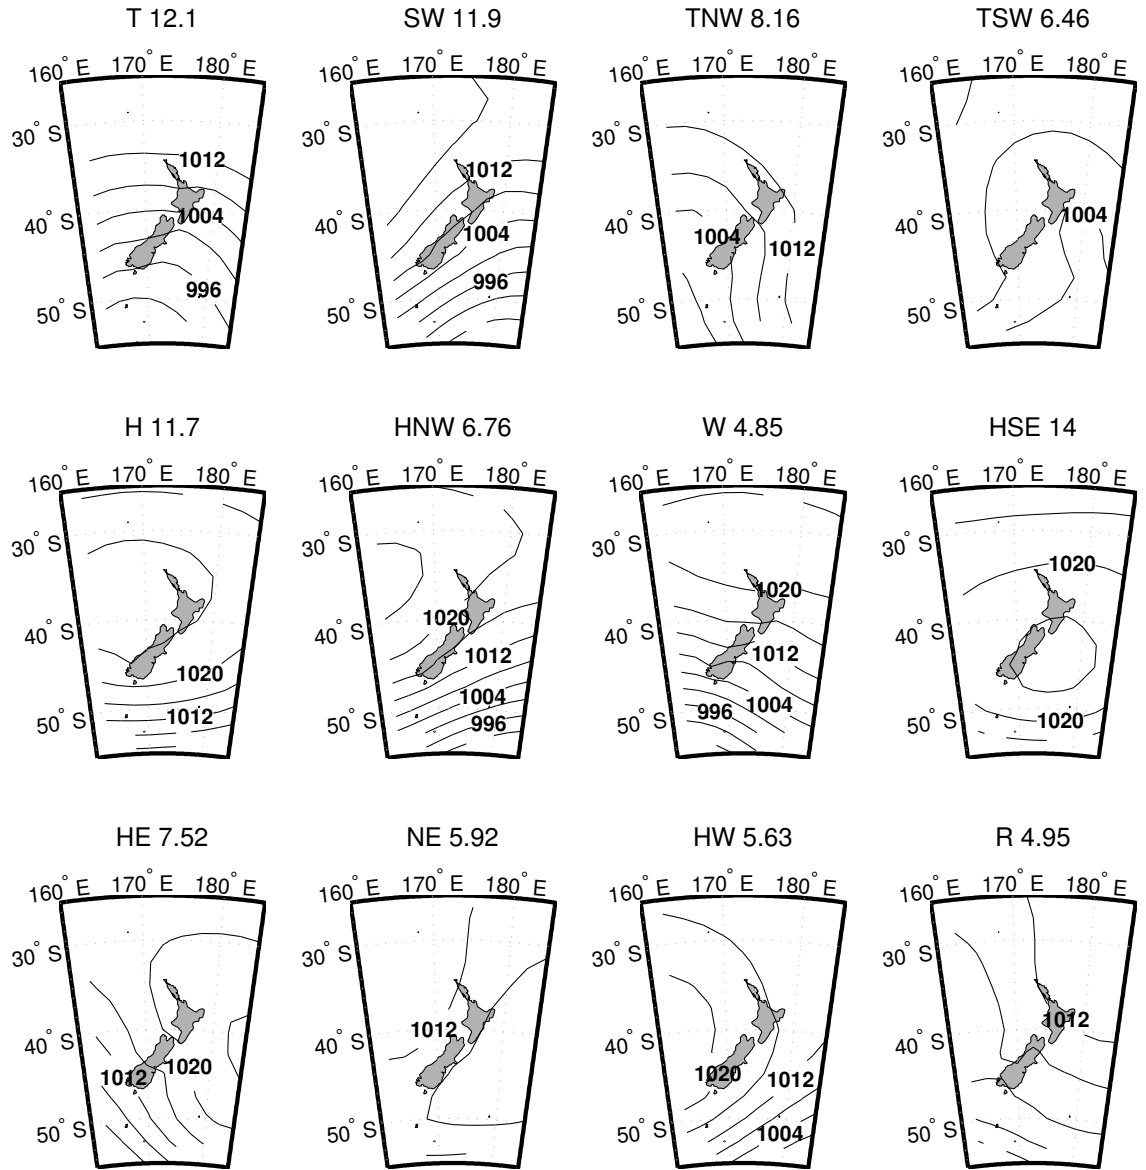 T 12.1 SW 11.9 TNW 8.16 TSW 6.46
160° E 170° E 180° E 160° E 170° E 180° E 160° E 170° E 180° E 160° E 170° E 180° E
30° S 30° S 30° S 30° S
1012 1012
40° S 1004 40° S 1004 40° S 1004 1012 40° S 1004
996 996
50° S 50° S 50° S 50° S
H 11.7 HNW 6.76 W 4.85 HSE 14
160° E 170° E 180° E 160° E 170° E 180° E 160° E 170° E 180° E 160° E 170° E 180° E
30° S 30° S 30° S 30° S
1020 1020
40° S 1020 40° S 40° S 40° S
1020 1012 1012
1004 1004
50° S 1012 50° S 996 50° S 996 50° S 1020
HE 7.52 NE 5.92 HW 5.63 R 4.95
160° E 170° E 180° E 160° E 170° E 180° E 160° E 170° E 180° E 160° E 170° E 180° E
30° S 30° S 30° S 30° S
40° S 40° S 1012 40° S 40° S 1012
1012 1020 1020 1012
50° S 50° S 50° S 1004 50° S